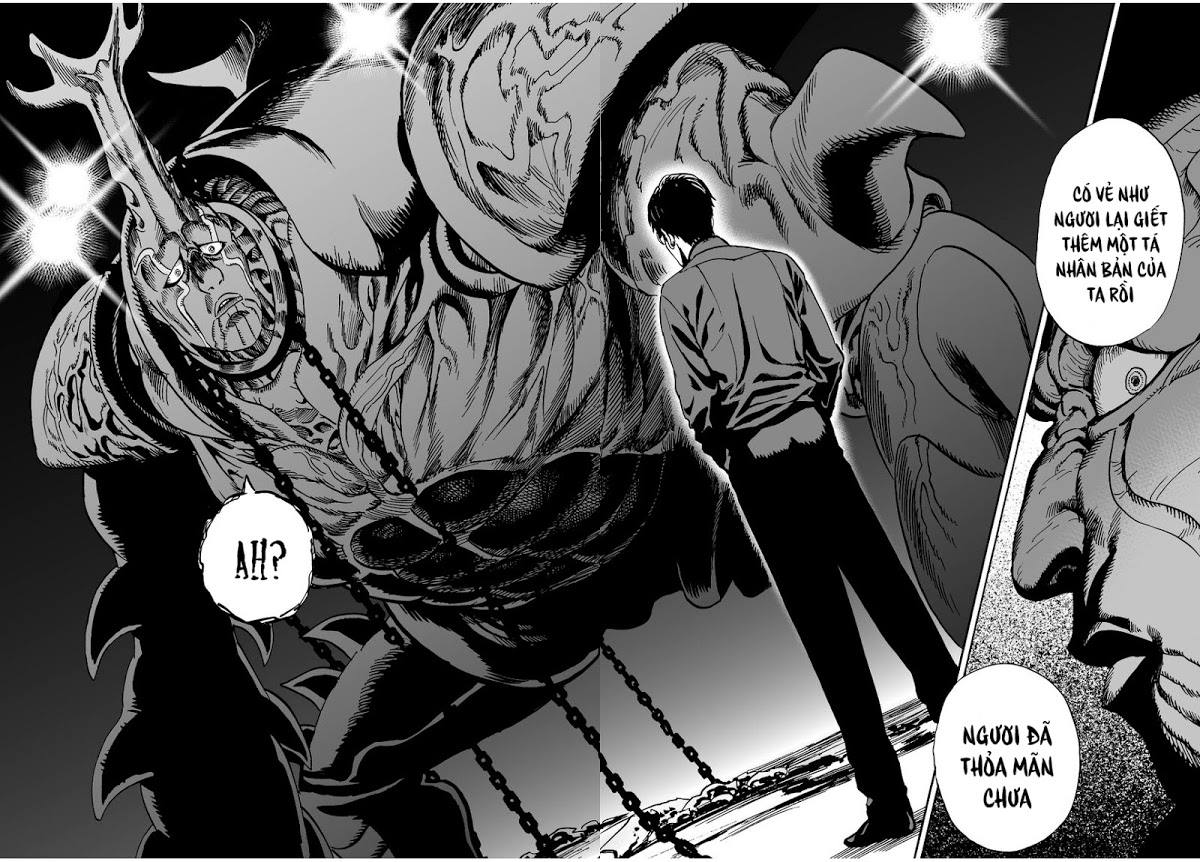 CÓ VẺ NHƯ
NGƯƠI LẠI GIẾT
THÊM MỘT TÁ
NHÂN BẢN CỦA
TA RỒI
NGƯƠI ĐÃ
THỎA MÃN
CHƯA
AH?